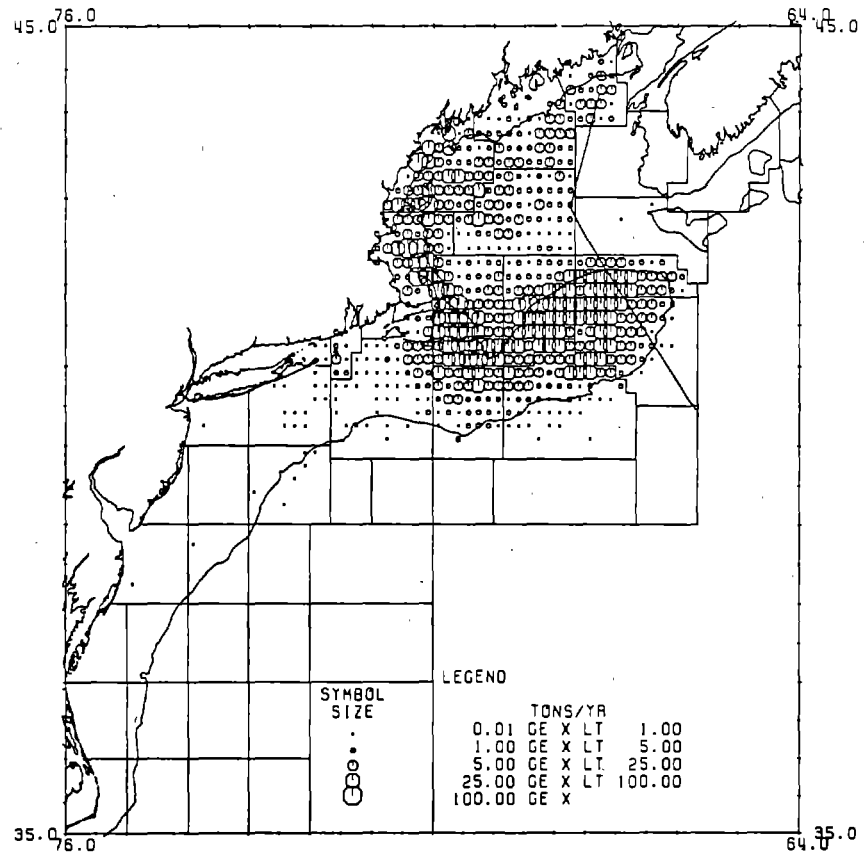 76.0 64.0
45.0 45.0
LEGEND
SYMBOL
SIZE
TONS/YR
0.01 GE X LT 1.00
1.00 GE X LT 5.00
5.00 GE X LT 25.00
25.00 GE X LT 100.00
100.00 GE X
35.0 35.0
76.0 64.0